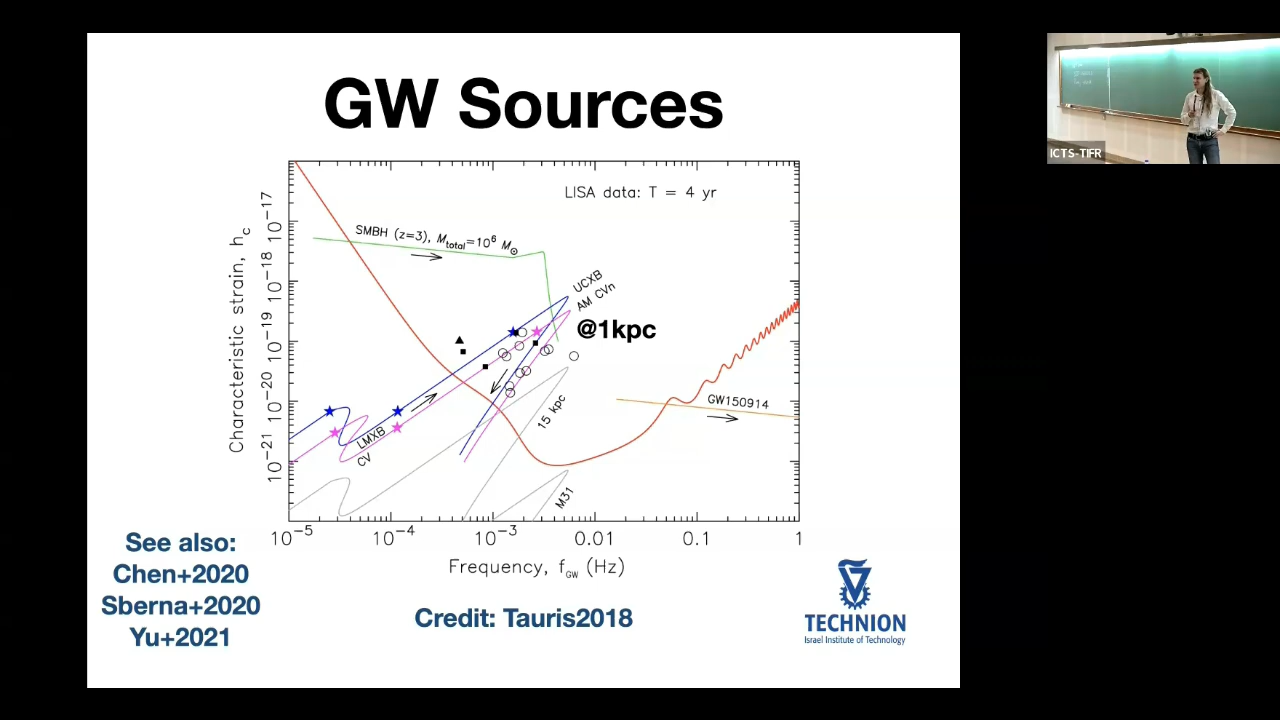 GW Sources
LISA data: T = 4 yr
SMBH (z=3), M_total=10^6 M_⊙
UCXB
AM CVn
@1kpc
LMXB
CV
15 kpc
M31
GW150914
Characteristic strain, h_c
10^-17
10^-18
10^-19
10^-20
10^-21
10^-5
10^-4
10^-3
0.01
0.1
1
Frequency, f_GW (Hz)
See also:
Chen+2020
Sberna+2020
Yu+2021
Credit: Tauris2018
TECHNION
Israel Institute of Technology
ICTS-TIFR